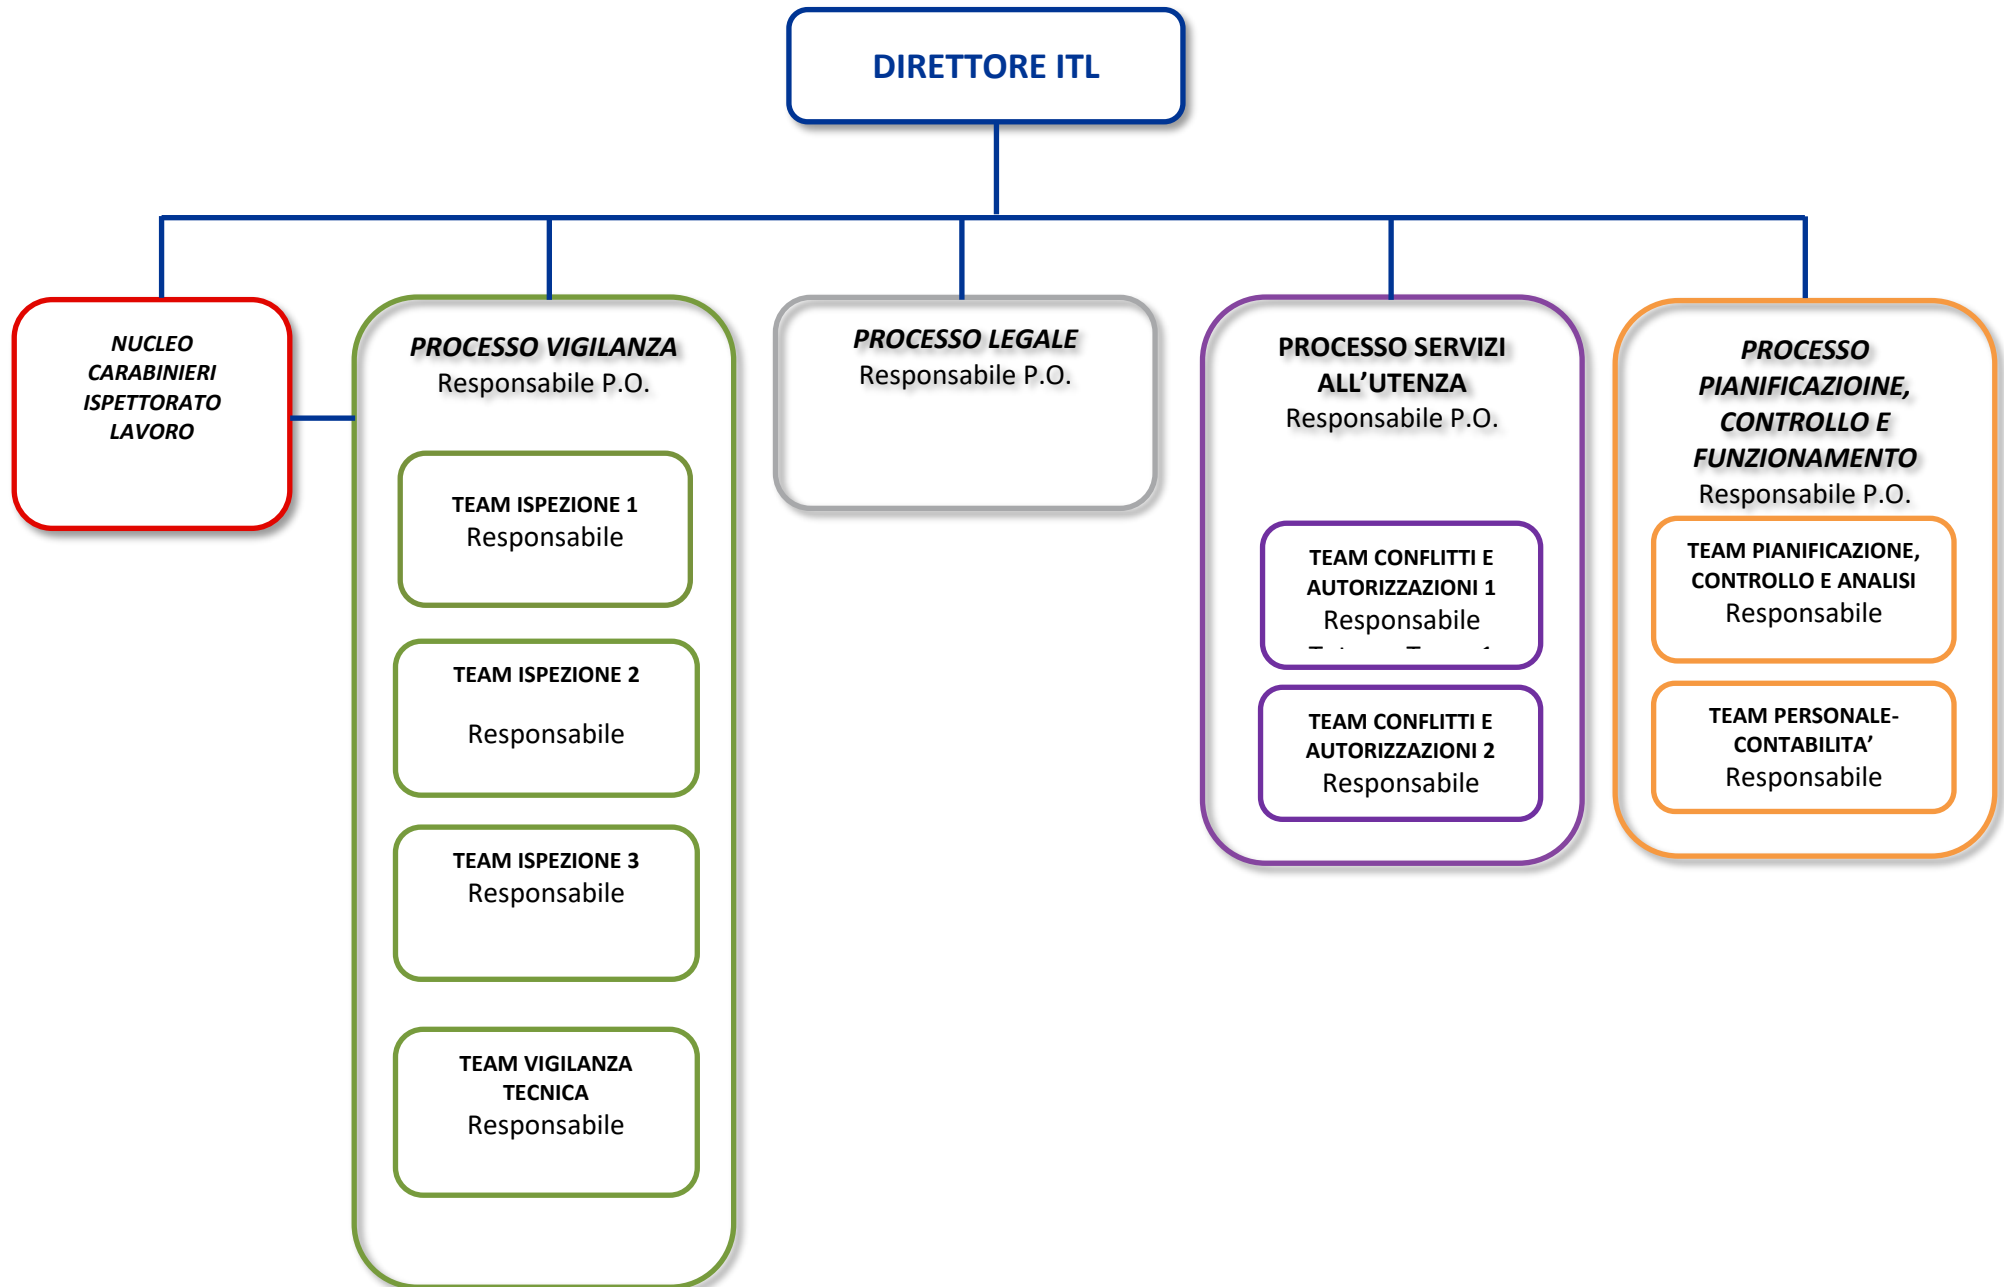 DIRETTORE ITL
NUCLEO
CARABINIERI
ISPETTORATO
LAVORO
PROCESSO VIGILANZA
Responsabile P.O.
TEAM ISPEZIONE 1
Responsabile
TEAM ISPEZIONE 2
Responsabile
TEAM ISPEZIONE 3
Responsabile
TEAM VIGILANZA
TECNICA
Responsabile
PROCESSO LEGALE
Responsabile P.O.
PROCESSO SERVIZI
ALL’UTENZA
Responsabile P.O.
TEAM CONFLITTI E
AUTORIZZAZIONI 1
Responsabile
TEAM CONFLITTI E
AUTORIZZAZIONI 2
Responsabile
PROCESSO
PIANIFICAZIOINE,
CONTROLLO E
FUNZIONAMENTO
Responsabile P.O.
TEAM PIANIFICAZIONE,
CONTROLLO E ANALISI
Responsabile
TEAM PERSONALE-
CONTABILITA’
Responsabile